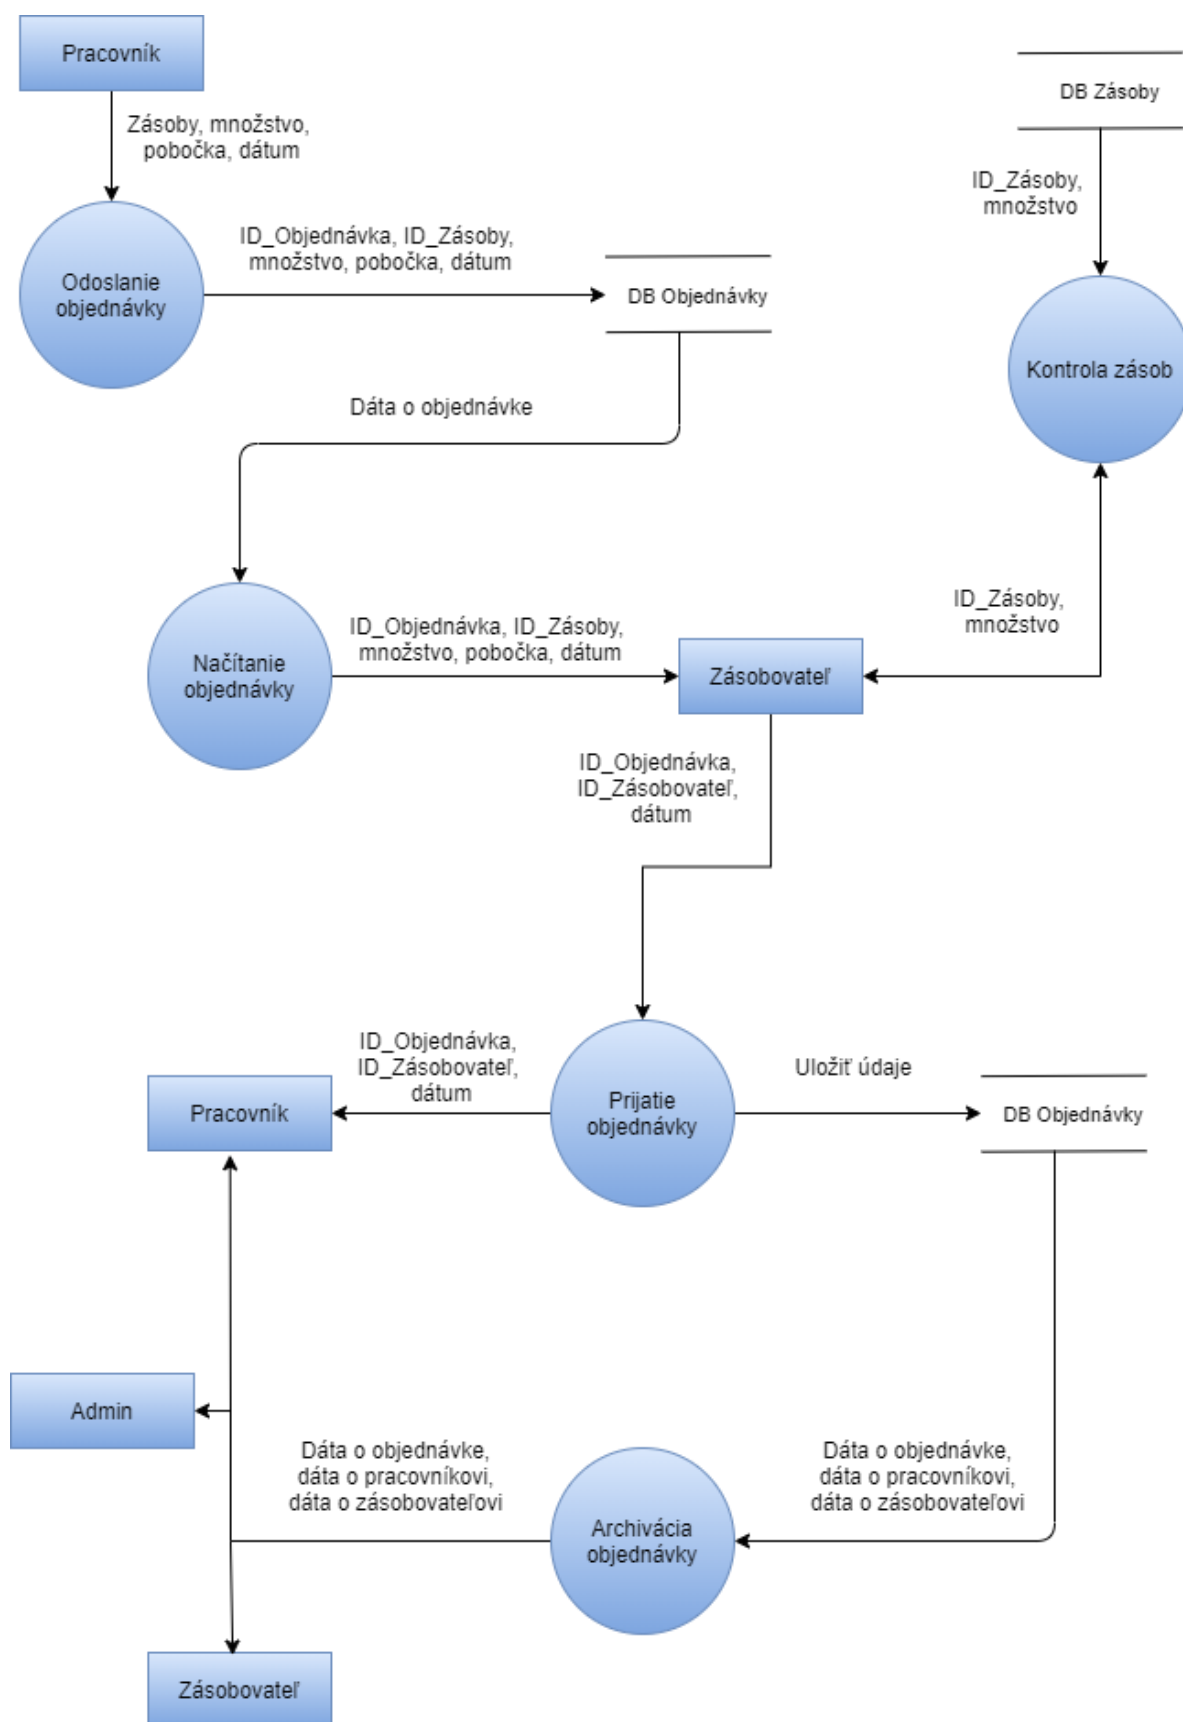 Pracovník
DB Zásoby
Zásoby, množstvo,
pobočka, dátum
ID_Zásoby,
množstvo
ID_Objednávka, ID_Zásoby,
množstvo, pobočka, dátum
Odoslanie
objednávky
DB Objednávky
Kontrola zásob
Dáta o objednávke
ID_Zásoby,
množstvo
ID_Objednávka, ID_Zásoby,
množstvo, pobočka, dátum
Načítanie
objednávky
Zásobovateľ
ID_Objednávka,
ID_Zásobovateľ,
dátum
ID_Objednávka,
ID_Zásobovateľ,
dátum
Uložiť údaje
Pracovník
Prijatie
objednávky
DB Objednávky
Admin
Dáta o objednávke,
dáta o pracovníkovi,
dáta o zásobovateľovi
Dáta o objednávke,
dáta o pracovníkovi,
dáta o zásobovateľovi
Archivácia
objednávky
Zásobovateľ